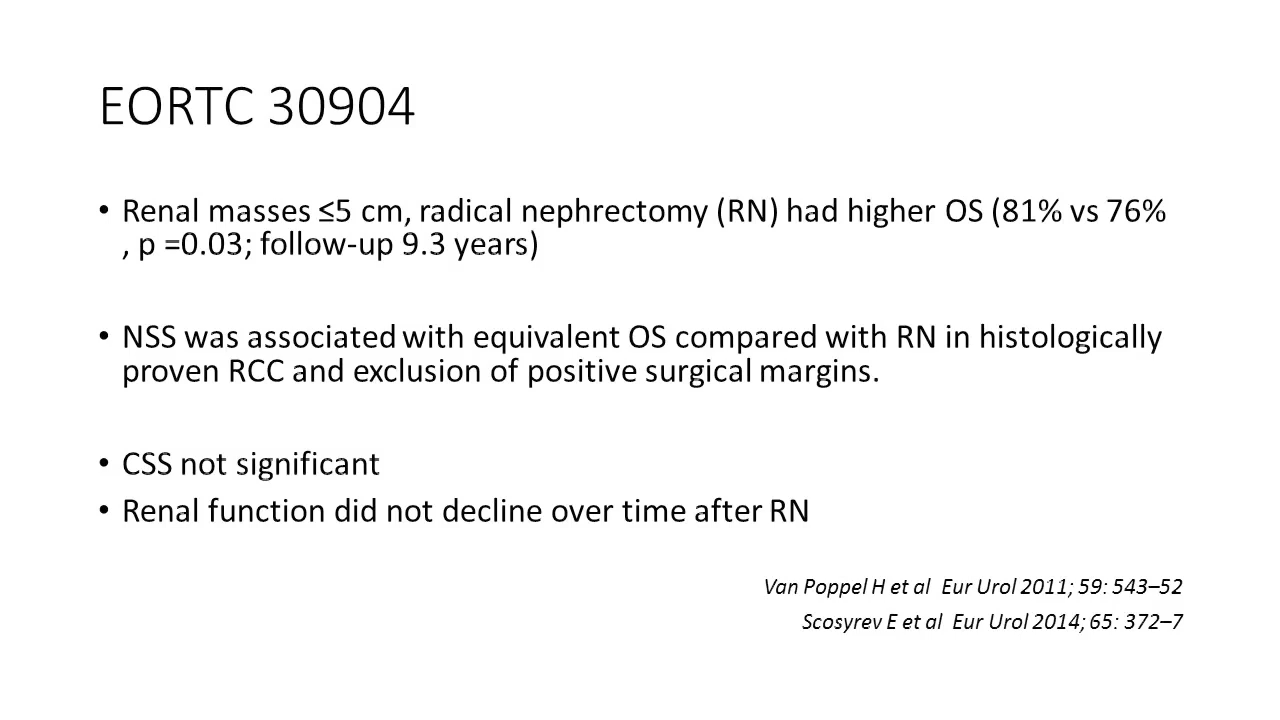 EORTC 30904
• Renal masses ≤5 cm, radical nephrectomy (RN) had higher OS (81% vs 76%
, p =0.03; follow-up 9.3 years)
• NSS was associated with equivalent OS compared with RN in histologically
proven RCC and exclusion of positive surgical margins.
• CSS not significant
• Renal function did not decline over time after RN
Van Poppel H et al Eur Urol 2011; 59: 543–52
Scosyrev E et al Eur Urol 2014; 65: 372–7